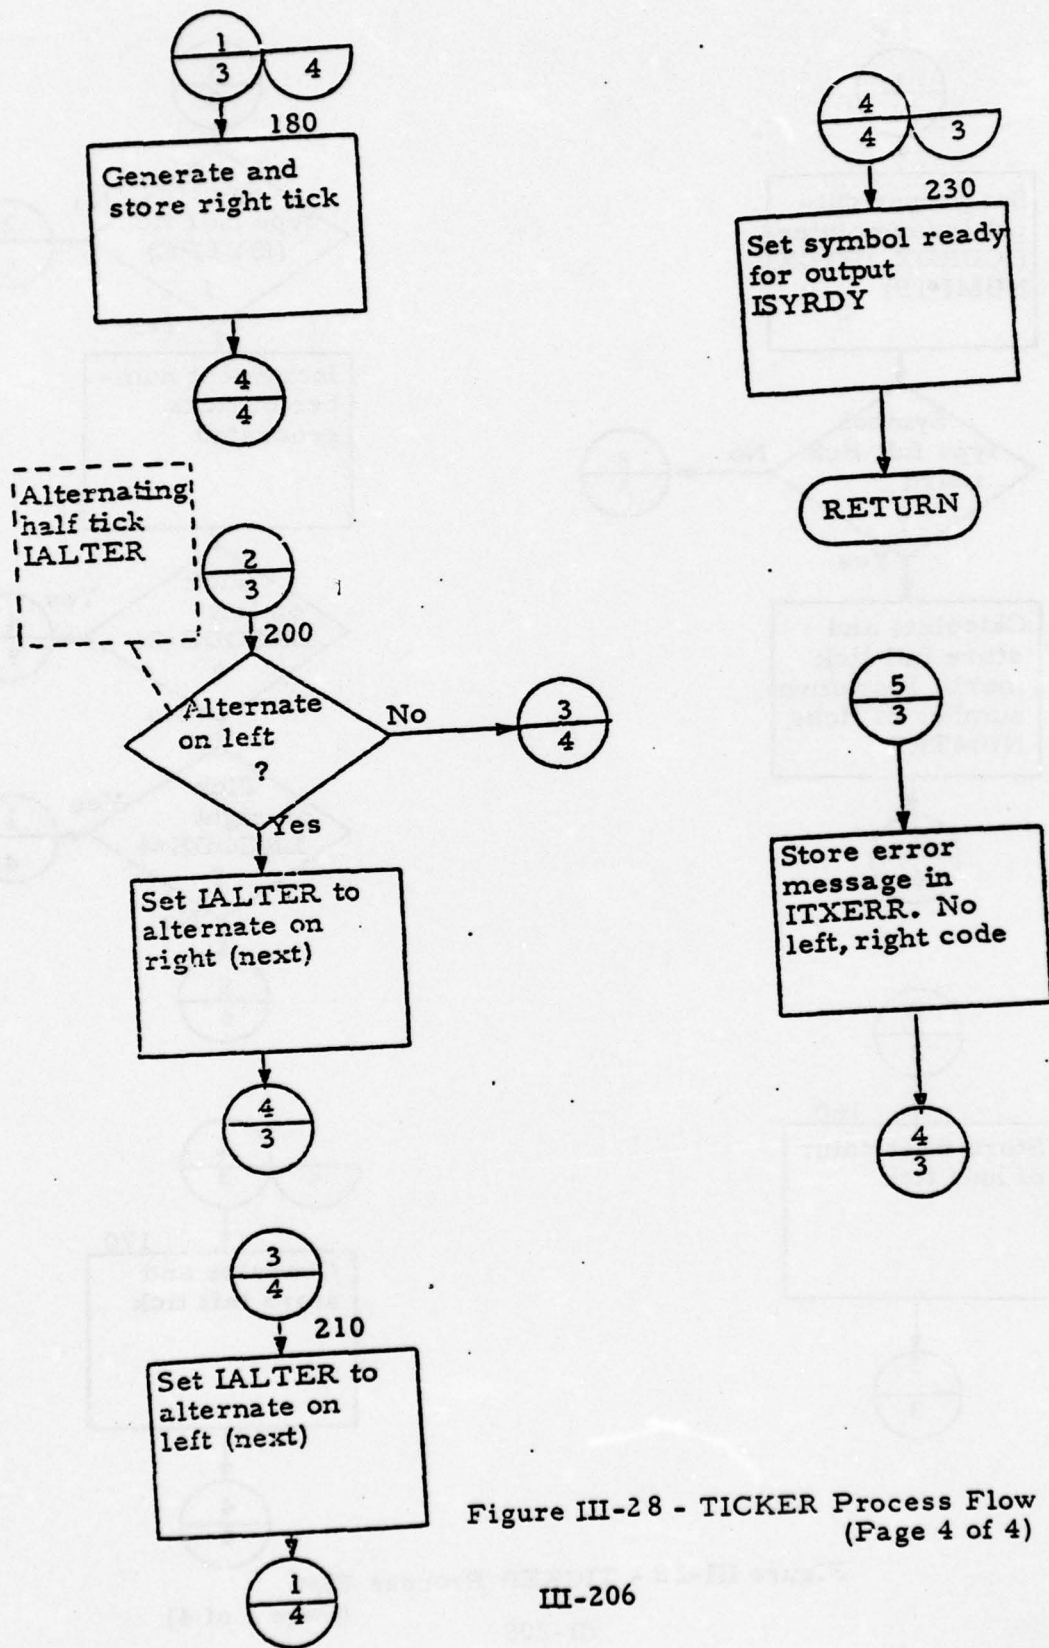 1
3
4
180
Generate and
store right tick
4
4
Alternating
half tick
IALTER
2
3
200
Alternate
on left
?
No
3
4
Yes
Set IALTER to
alternate on
right (next)
4
3
3
4
210
Set IALTER to
alternate on
left (next)
1
4
4
4
3
230
Set symbol ready
for output
ISYRDY
RETURN
5
3
Store error
message in
ITXERR. No
left, right code
4
3
Figure III-28 - TICKER Process Flow
(Page 4 of 4)
III-206